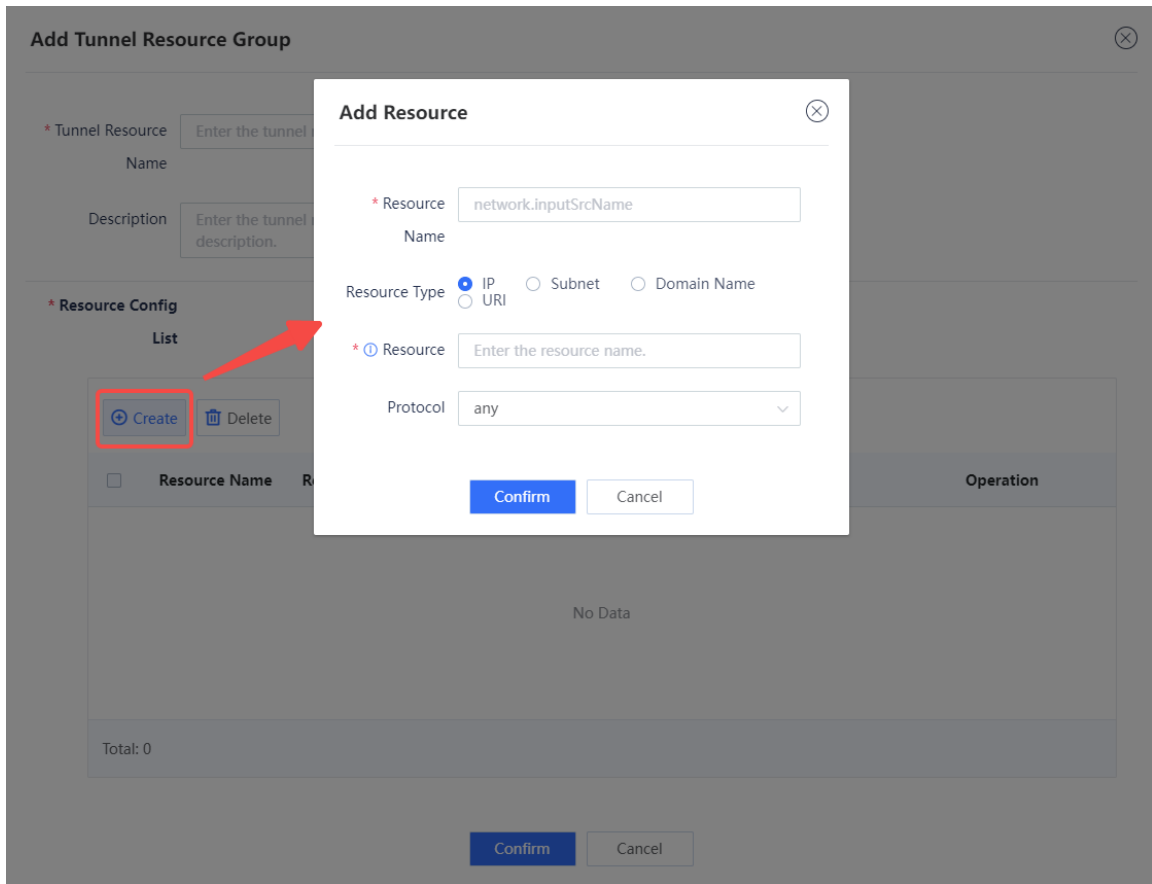 Add Tunnel Resource Group
* Tunnel Resource
Name
Enter the tunnel
Description
Enter the tunnel
description.
* Resource Config
List
Create
Delete
Resource Name
Operation
No Data
Total: 0
Confirm
Cancel
Add Resource
* Resource
Name
network.inputSrcName
Resource Type
IP
Subnet
Domain Name
URI
* Resource
Enter the resource name.
Protocol
any
Confirm
Cancel